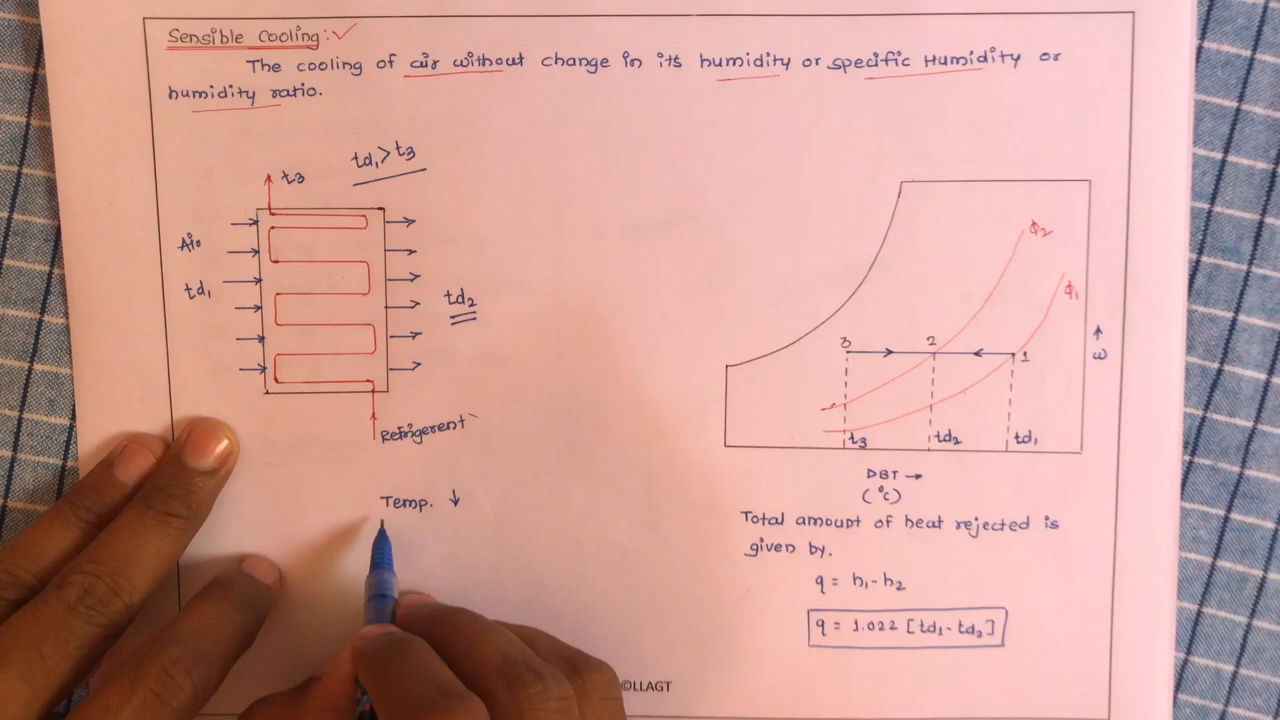 Sensible Cooling:
The cooling of air without change in its humidity or specific Humidity or
humidity ratio.
td₁ > t3
t3
Air
td₁
td₂
Refrigerent
Temp. ↓
ϕ₂
ϕ₁
3 2 1
↑
ω
t₃ td₂ td₁
DBT →
(°c)
Total amount of heat rejected is
given by.
q = h₁-h₂
q = 1.022 [td₁-td₂]
©LLAGT